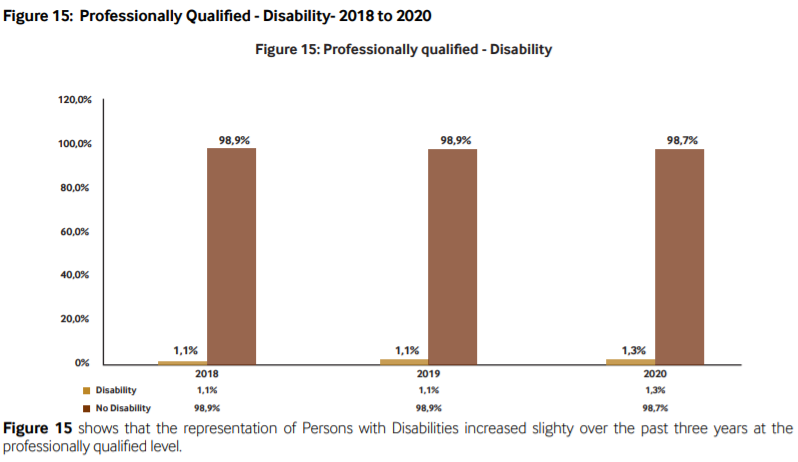 Figure 15: Professionally Qualified - Disability- 2018 to 2020
Figure 15: Professionally qualified - Disability
120,0%
100,0%
80,0%
60,0%
40,0%
20,0%
0%
98,9%
98,9%
98,7%
1,1%
1,1%
1,3%
2018 2019 2020
Disability 1,1% 1,1% 1,3%
No Disability 98,9% 98,9% 98,7%
Figure 15 shows that the representation of Persons with Disabilities increased slighty over the past three years at the
professionally qualified level.